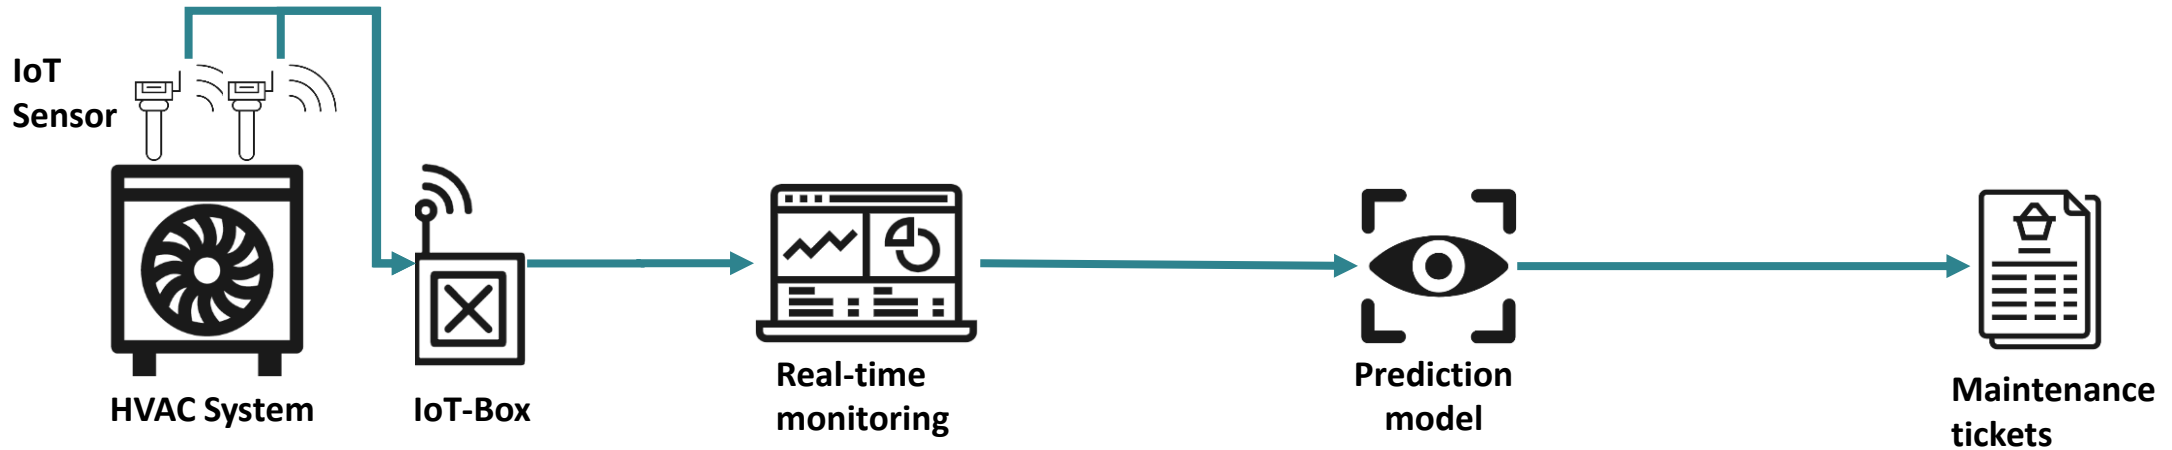 IoT
Sensor
HVAC System
IoT-Box
Real-time
monitoring
Prediction
model
Maintenance
tickets